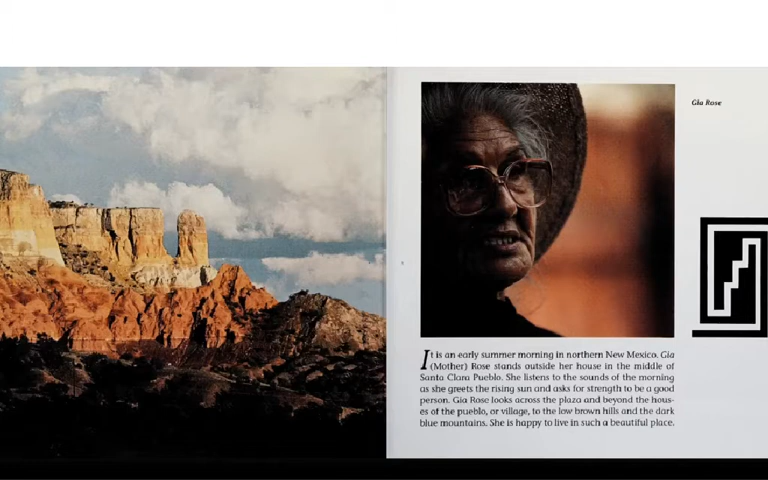 Gia Rose
It is an early summer morning in northern New Mexico. Gia
(Mother) Rose stands outside her house in the middle of
Santa Clara Pueblo. She listens to the sounds of the morning
as she greets the rising sun and asks for strength to be a good
person. Gia Rose looks across the plaza and beyond the hous-
es of the pueblo, or village, to the low brown hills and the dark
blue mountains. She is happy to live in such a beautiful place.